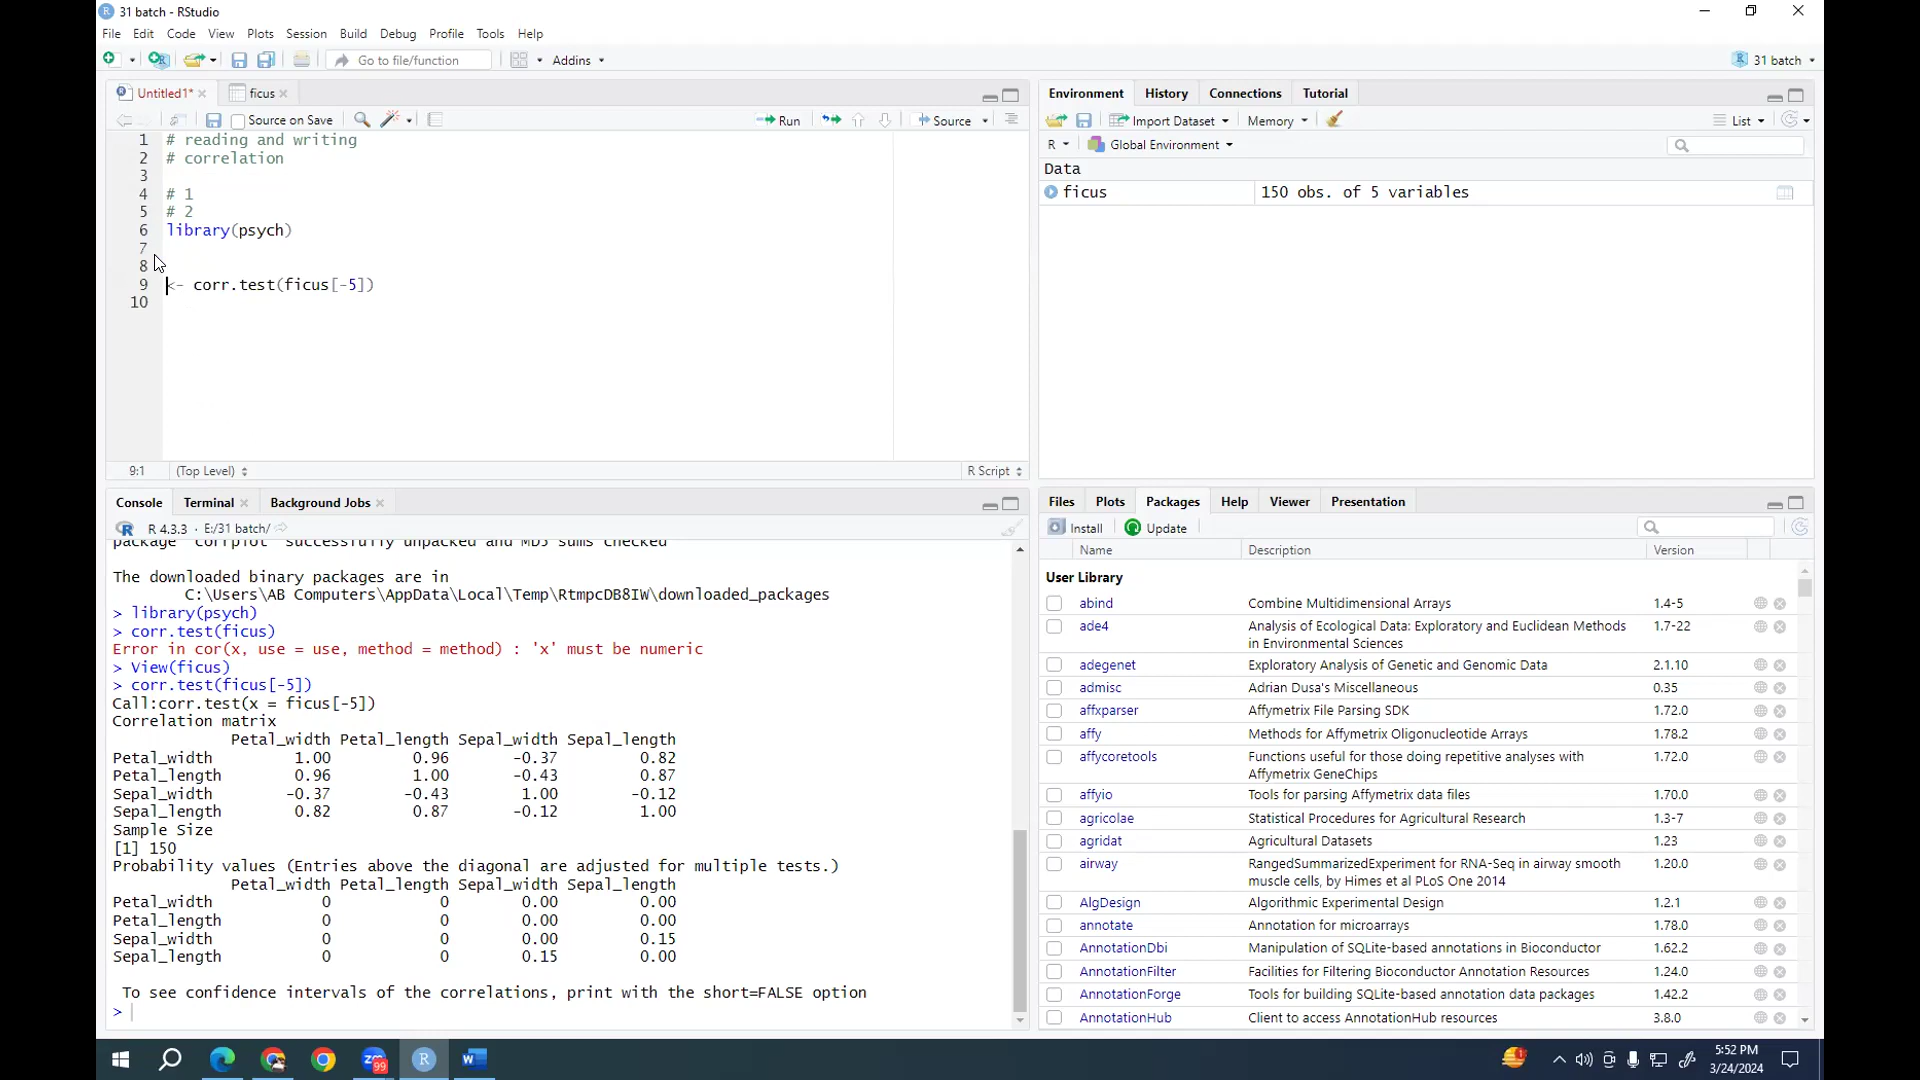 31 batch - RStudio
File Edit Code View Plots Session Build Debug Profile Tools Help
Go to file/function Addins 31 batch
Untitled1* ficus
Source on Save Run Source
1 # reading and writing
2 # correlation
3
4 # 1
5 # 2
6 library(psych)
7
8
9 <- corr.test(ficus[-5])
10
9:1 (Top Level) R Script
Environment History Connections Tutorial
Import Dataset Memory List
R Global Environment
Data
ficus 150 obs. of 5 variables
Console Terminal Background Jobs
R 4.3.3 · E:/31 batch/
package ‘corrplot’ successfully unpacked and MD5 sums checked
The downloaded binary packages are in
C:\Users\AB Computers\AppData\Local\Temp\RtmpcDB8IW\downloaded_packages
> library(psych)
> corr.test(ficus)
Error in cor(x, use = use, method = method) : 'x' must be numeric
> View(ficus)
> corr.test(ficus[-5])
Call:corr.test(x = ficus[-5])
Correlation matrix
Petal_width Petal_length Sepal_width Sepal_length
Petal_width 1.00 0.96 -0.37 0.82
Petal_length 0.96 1.00 -0.43 0.87
Sepal_width -0.37 -0.43 1.00 -0.12
Sepal_length 0.82 0.87 -0.12 1.00
Sample Size
[1] 150
Probability values (Entries above the diagonal are adjusted for multiple tests.)
Petal_width Petal_length Sepal_width Sepal_length
Petal_width 0 0 0.00 0.00
Petal_length 0 0 0.00 0.00
Sepal_width 0 0 0.00 0.15
Sepal_length 0 0 0.15 0.00
To see confidence intervals of the correlations, print with the short=FALSE option
>
Files Plots Packages Help Viewer Presentation
Install Update
Name Description Version
User Library
abind Combine Multidimensional Arrays 1.4-5
ade4 Analysis of Ecological Data: Exploratory and Euclidean Methods 1.7-22
in Environmental Sciences
adegenet Exploratory Analysis of Genetic and Genomic Data 2.1.10
admisc Adrian Dusa's Miscellaneous 0.35
affxparser Affymetrix File Parsing SDK 1.72.0
affy Methods for Affymetrix Oligonucleotide Arrays 1.78.2
affycoretools Functions useful for those doing repetitive analyses with 1.72.0
Affymetrix GeneChips
affyio Tools for parsing Affymetrix data files 1.70.0
agricolae Statistical Procedures for Agricultural Research 1.3-7
agridat Agricultural Datasets 1.23
airway RangedSummarizedExperiment for RNA-Seq in airway smooth 1.20.0
muscle cells, by Himes et al PLoS One 2014
AlgDesign Algorithmic Experimental Design 1.2.1
annotate Annotation for microarrays 1.78.0
AnnotationDbi Manipulation of SQLite-based annotations in Bioconductor 1.62.2
AnnotationFilter Facilities for Filtering Bioconductor Annotation Resources 1.24.0
AnnotationForge Tools for building SQLite-based annotation data packages 1.42.2
AnnotationHub Client to access AnnotationHub resources 3.8.0
5:52 PM
3/24/2024